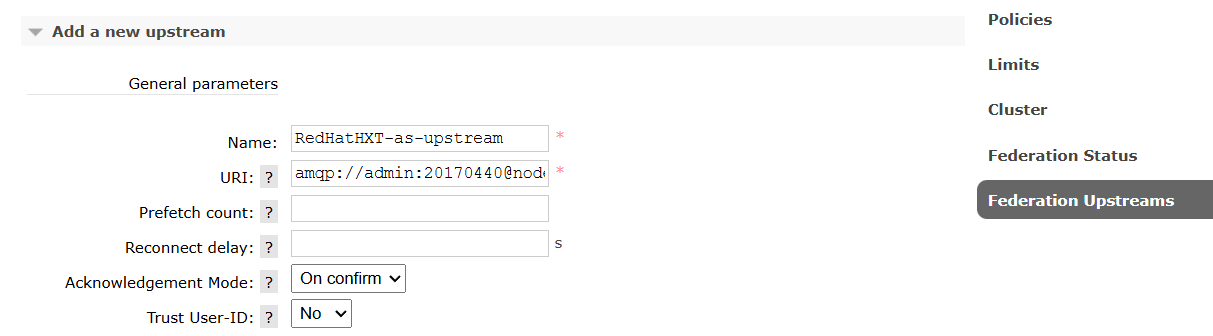 Add a new upstream
General parameters
Name: RedHatHXT-as-upstream *
URI: ? amqp://admin:20170440@node *
Prefetch count: ?
Reconnect delay: ? s
Acknowledgement Mode: ? On confirm
Trust User-ID: ? No
Policies
Limits
Cluster
Federation Status
Federation Upstreams